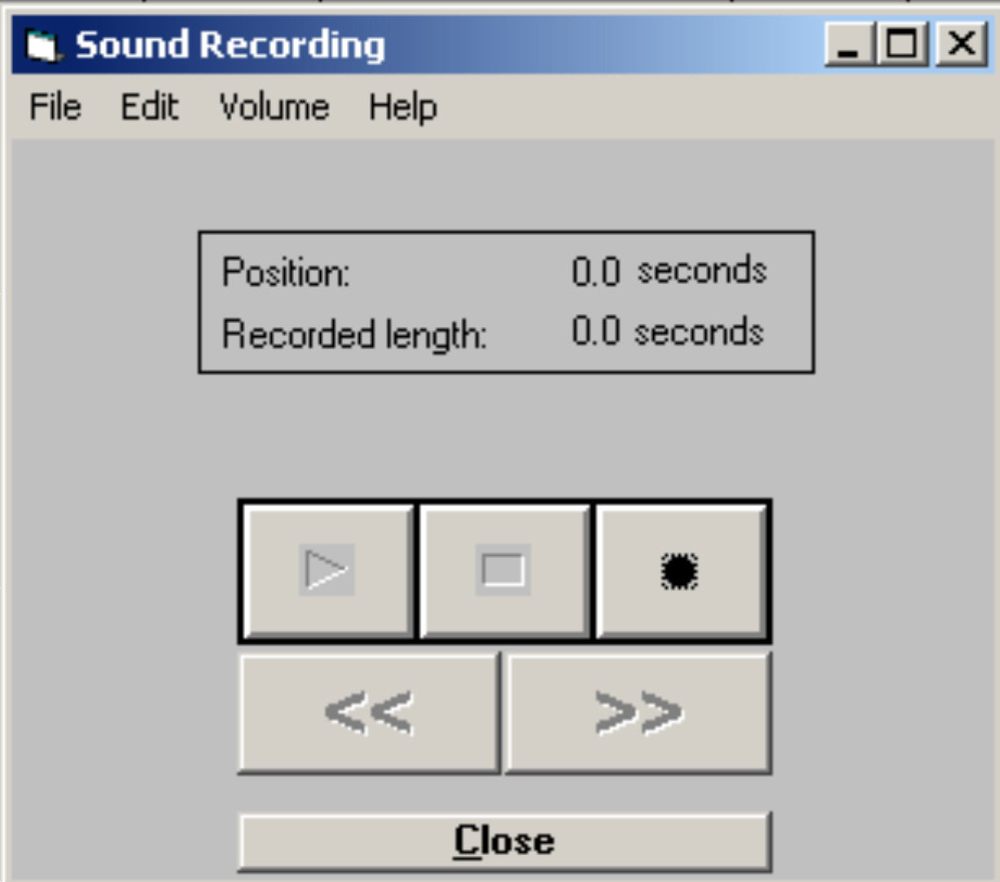 Sound Recording
File Edit Volume Help
Position: 0.0 seconds
Recorded length: 0.0 seconds
<< >>
Close